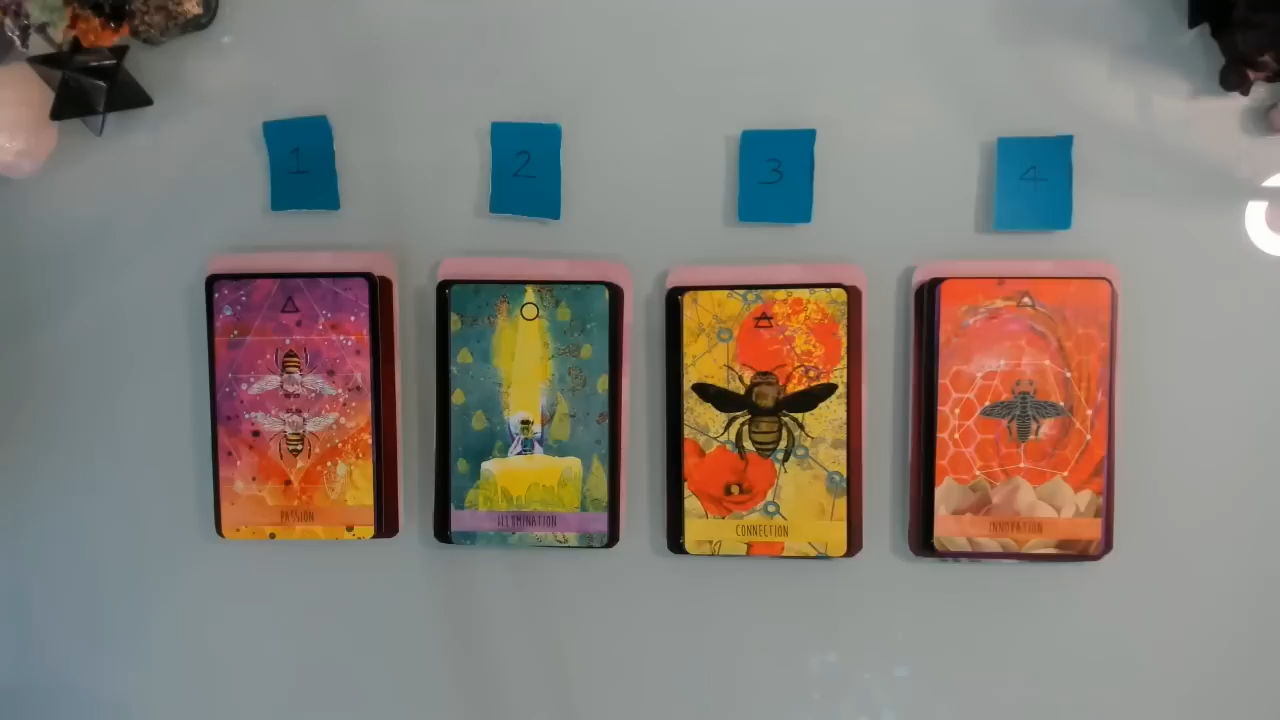 1
2
3
4
PASSION
ILLUMINATION
CONNECTION
INNOVATION